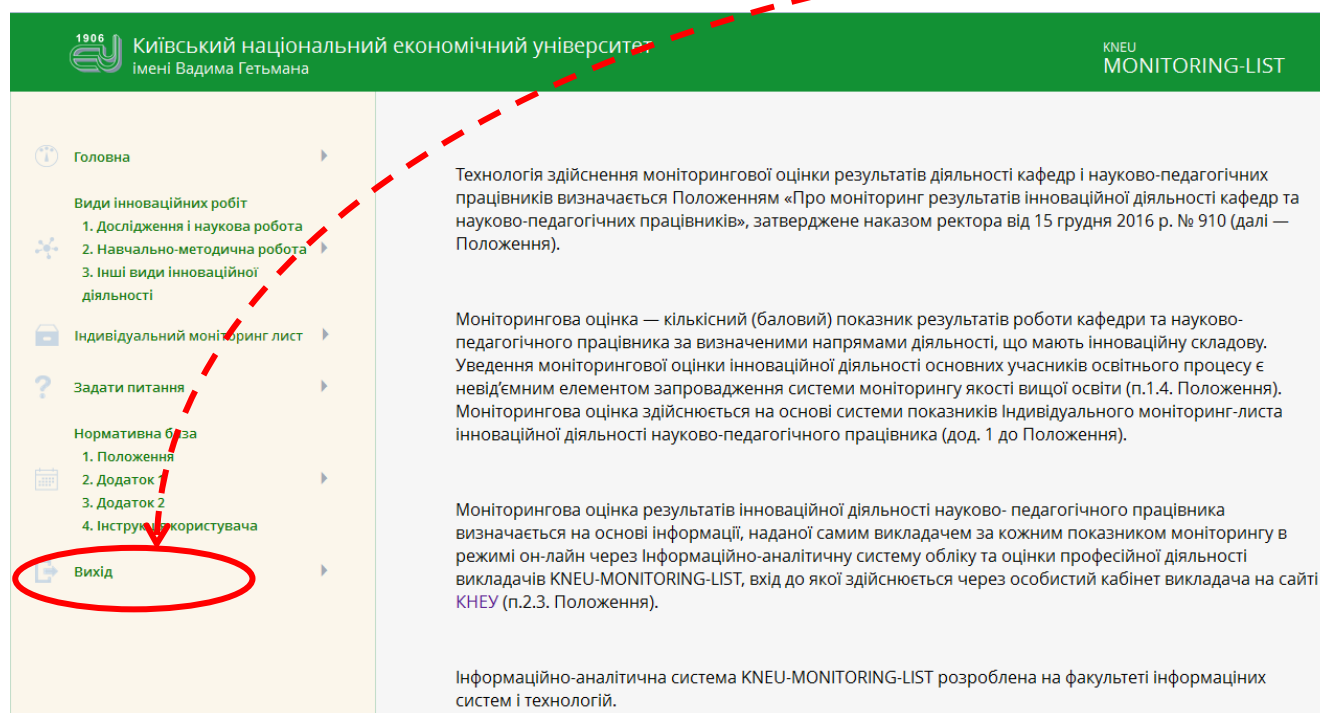 1906
Київський національний економічний університет
імені Вадима Гетьмана
KNEU
MONITORING-LIST
Головна
Види інноваційних робіт
1. Дослідження і наукова робота
2. Навчально-методична робота
3. Інші види інноваційної
діяльності
Індивідуальний моніторинг лист
Задати питання
Нормативна база
1. Положення
2. Додаток 1
3. Додаток 2
4. Інструкція користувача
Вихід
Технологія здійснення моніторингової оцінки результатів діяльності кафедр і науково-педагогічних
працівників визначається Положенням «Про моніторинг результатів інноваційної діяльності кафедр та
науково-педагогічних працівників», затверджене наказом ректора від 15 грудня 2016 р. № 910 (далі —
Положення).
Моніторингова оцінка — кількісний (баловий) показник результатів роботи кафедри та науково-
педагогічного працівника за визначеними напрямами діяльності, що мають інноваційну складову.
Уведення моніторингової оцінки інноваційної діяльності основних учасників освітнього процесу є
невід’ємним елементом запровадження системи моніторингу якості вищої освіти (п.1.4. Положення).
Моніторингова оцінка здійснюється на основі системи показників Індивідуального моніторинг-листа
інноваційної діяльності науково-педагогічного працівника (дод. 1 до Положення).
Моніторингова оцінка результатів інноваційної діяльності науково- педагогічного працівника
визначається на основі інформації, наданої самим викладачем за кожним показником моніторингу в
режимі он-лайн через Інформаційно-аналітичну систему обліку та оцінки професійної діяльності
викладачів KNEU-MONITORING-LIST, вхід до якої здійснюється через особистий кабінет викладача на сайті
КНЕУ (п.2.3. Положення).
Інформаційно-аналітична система KNEU-MONITORING-LIST розроблена на факультеті інформаціних
систем і технологій.